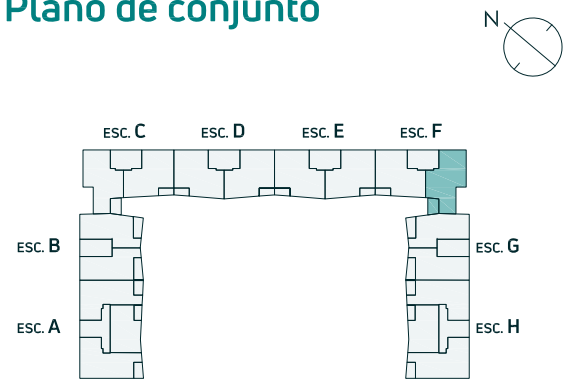 Plano de conjunto
N
ESC. C
ESC. D
ESC. E
ESC. F
ESC. B
ESC. G
ESC. A
ESC. H